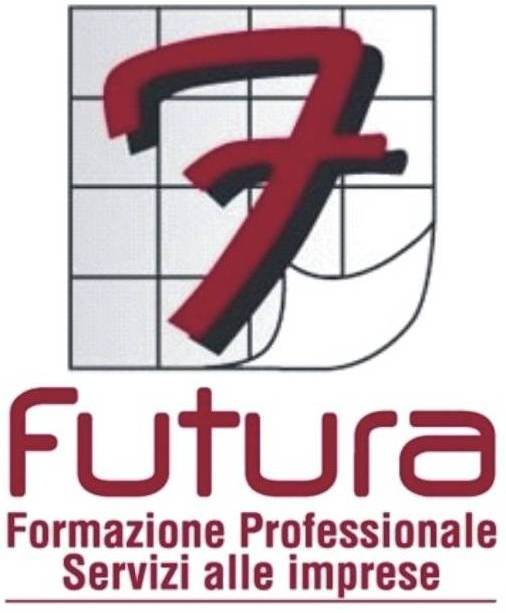 Futura
Formazione Professionale
Servizi alle imprese